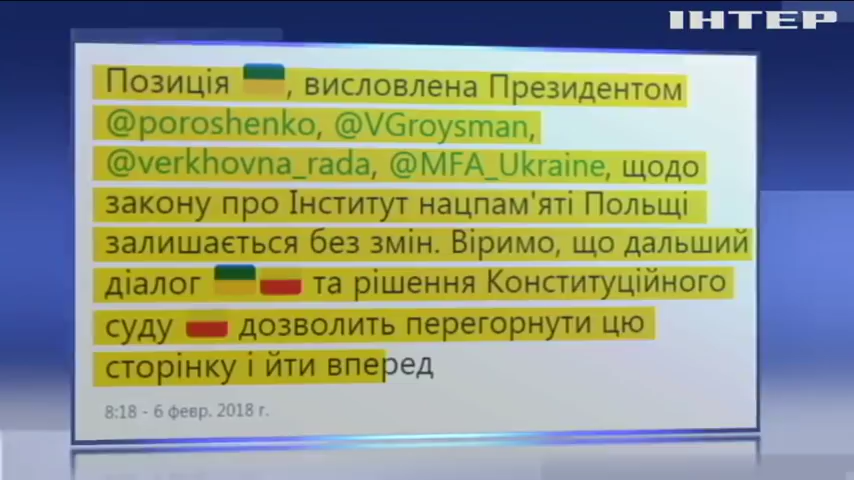 ІНТЕР
Позиція 🇺🇦, висловлена Президентом
@poroshenko, @VGroysman,
@verkhovna_rada, @MFA_Ukraine, щодо
закону про Інститут нацпам'яті Польщі
залишається без змін. Віримо, що дальший
діалог 🇺🇦🇵🇱 та рішення Конституційного
суду 🇵🇱 дозволить перегорнути цю
сторінку і йти вперед
8:18 - 6 февр. 2018 г.